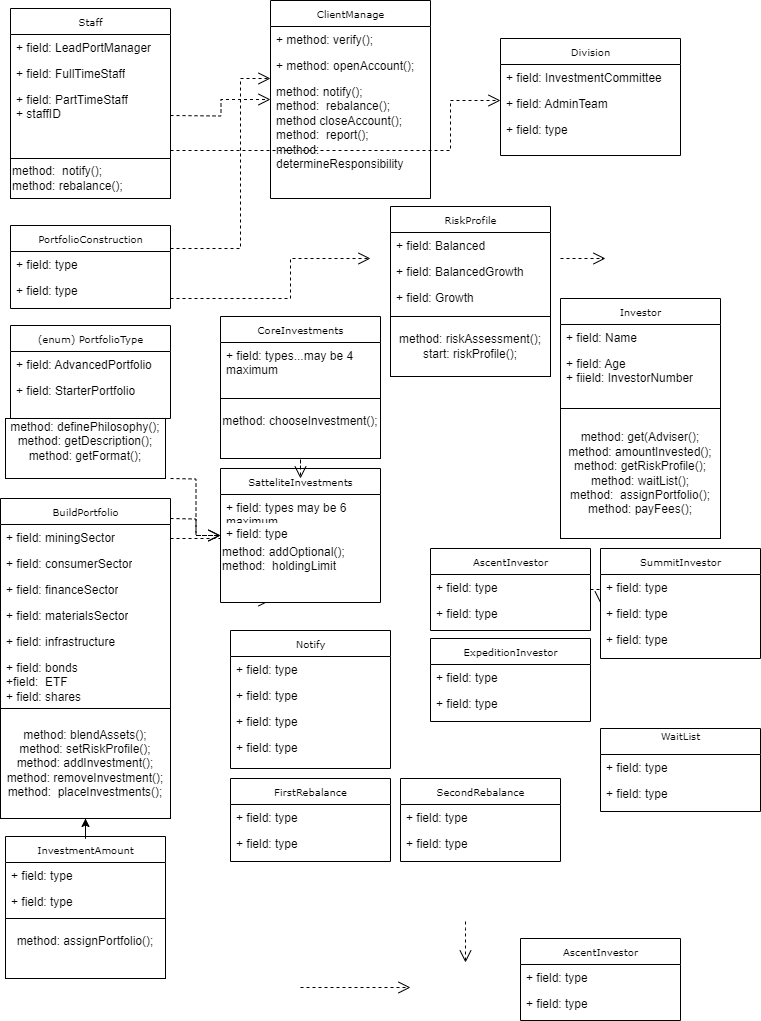 Staff
+ field: LeadPortManager
+ field: FullTimeStaff
+ field: PartTimeStaff
+ staffID
method:  notify();
method: rebalance();
ClientManage
+ method: verify();
+ method: openAccount();
method: notify();
method:  rebalance();
method closeAccount();
method:  report();
method:
determineResponsibility
Division
+ field: InvestmentCommittee
+ field: AdminTeam
+ field: type
PortfolioConstruction
+ field: type
+ field: type
RiskProfile
+ field: Balanced
+ field: BalancedGrowth
+ field: Growth
method: riskAssessment();
start: riskProfile();
(enum) PortfolioType
+ field: AdvancedPortfolio
+ field: StarterPortfolio
method: definePhilosophy();
method: getDescription();
method: getFormat();
CoreInvestments
+ field: types...may be 4
maximum
method: chooseInvestment();
Investor
+ field: Name
+ field: Age
+ fiield: InvestorNumber
method: get(Adviser();
method: amountInvested();
method: getRiskProfile();
method: waitList();
method:  assignPortfolio();
method: payFees();
SatteliteInvestments
+ field: types may be 6
maximum
+ field: type
method: addOptional();
method:  holdingLimit
BuildPortfolio
+ field: miningSector
+ field: consumerSector
+ field: financeSector
+ field: materialsSector
+ field: infrastructure
+ field: bonds
+field:  ETF
+ field: shares
method: blendAssets();
method: setRiskProfile();
method: addInvestment();
method: removeInvestment();
method:  placeInvestments();
AscentInvestor
+ field: type
+ field: type
SummitInvestor
+ field: type
+ field: type
+ field: type
Notify
+ field: type
+ field: type
+ field: type
+ field: type
ExpeditionInvestor
+ field: type
+ field: type
WaitList
+ field: type
+ field: type
FirstRebalance
+ field: type
+ field: type
SecondRebalance
+ field: type
+ field: type
InvestmentAmount
+ field: type
+ field: type
method: assignPortfolio();
AscentInvestor
+ field: type
+ field: type